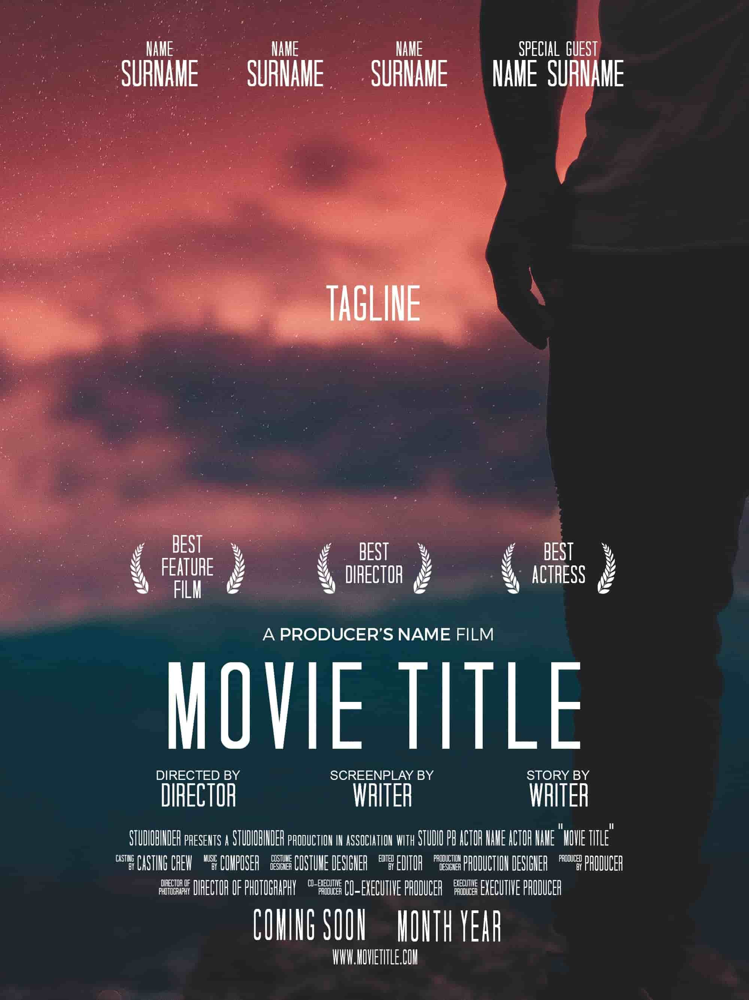 NAME
SURNAME
NAME
SURNAME
NAME
SURNAME
SPECIAL GUEST
NAME SURNAME
TAGLINE
BEST
FEATURE
FILM
BEST
DIRECTOR
BEST
ACTRESS
A PRODUCER'S NAME FILM
MOVIE TITLE
DIRECTED BY
DIRECTOR
SCREENPLAY BY
WRITER
STORY BY
WRITER
STUDIOBINDER PRESENTS A STUDIOBINDER PRODUCTION IN ASSOCIATION WITH STUDIO PB ACTOR NAME ACTOR NAME "MOVIE TITLE"
CASTING BY CASTING CREW MUSIC BY COMPOSER COSTUME DESIGNER COSTUME DESIGNER EDITED BY EDITOR PRODUCTION DESIGNER PRODUCTION DESIGNER PRODUCED BY PRODUCER
DIRECTOR OF PHOTOGRAPHY DIRECTOR OF PHOTOGRAPHY CO-EXECUTIVE PRODUCER CO-EXECUTIVE PRODUCER EXECUTIVE PRODUCER EXECUTIVE PRODUCER
COMING SOON MONTH YEAR
WWW.MOVIETITLE.COM